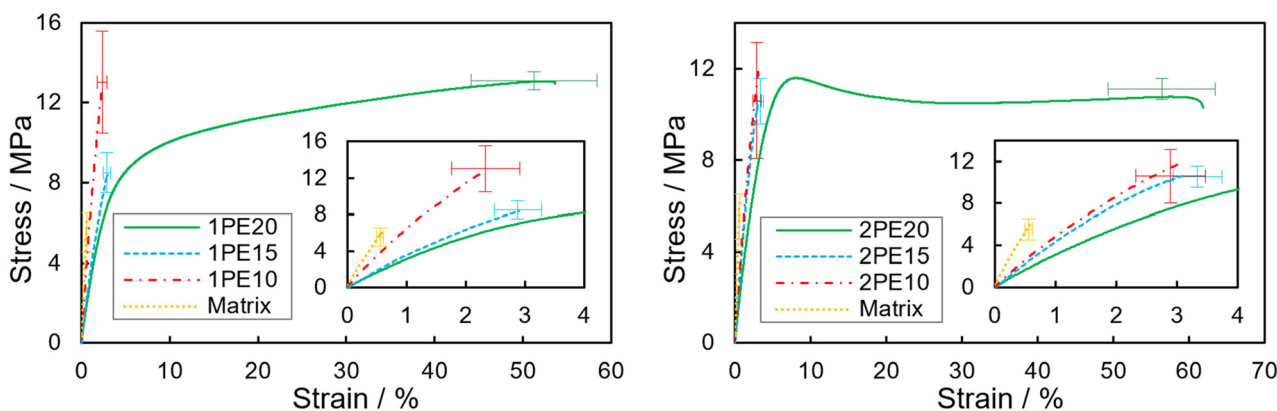 Stress / MPa
16
12
8
4
0
16
12
8
4
0
0 1 2 3 4
1PE20
1PE15
1PE10
Matrix
0 10 20 30 40 50 60
Strain / %
Stress / MPa
12
8
4
0
12
8
4
0
0 1 2 3 4
2PE20
2PE15
2PE10
Matrix
0 10 20 30 40 50 60 70
Strain / %